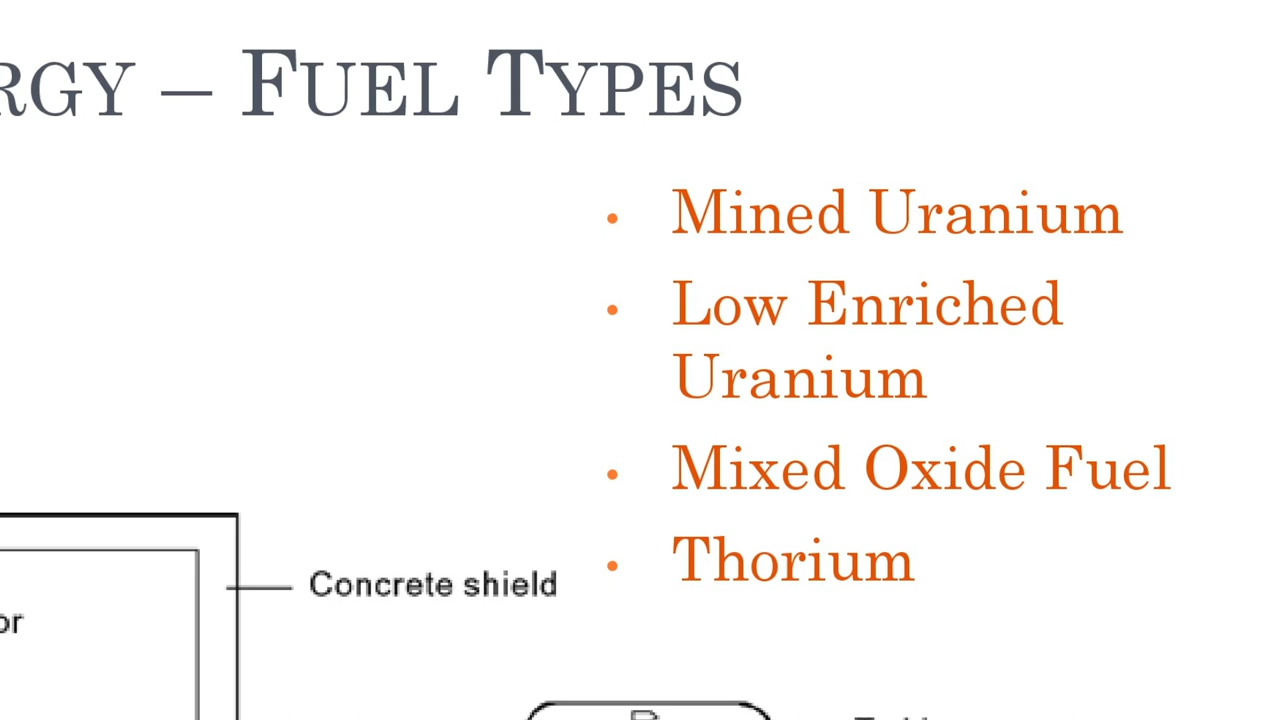 RGY – FUEL TYPES
• Mined Uranium
• Low Enriched
Uranium
• Mixed Oxide Fuel
• Thorium
Concrete shield
or